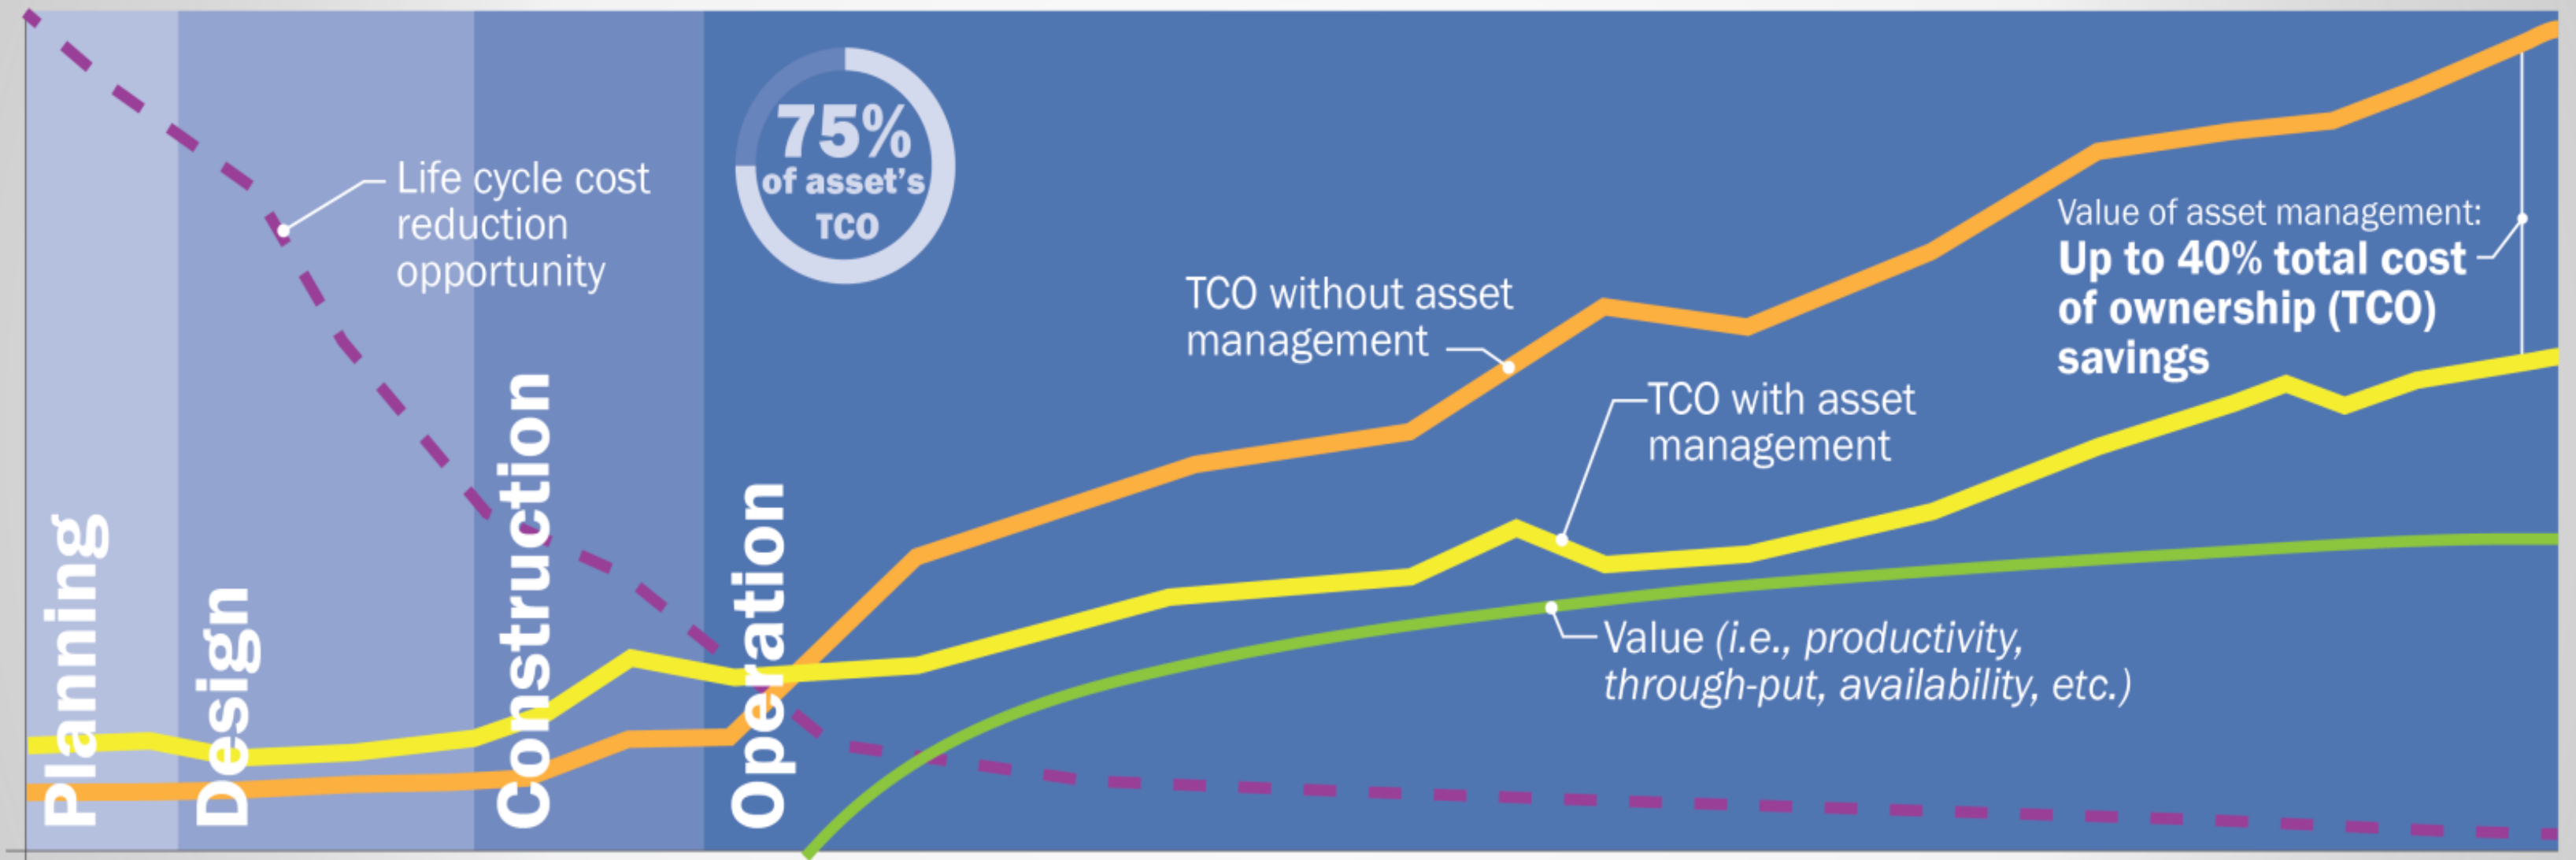 Planning
Design
Construction
Operation
Life cycle cost
reduction
opportunity
75%
of asset's
TCO
TCO without asset
management
TCO with asset
management
Value of asset management:
Up to 40% total cost
of ownership (TCO)
savings
Value (i.e., productivity,
through-put, availability, etc.)